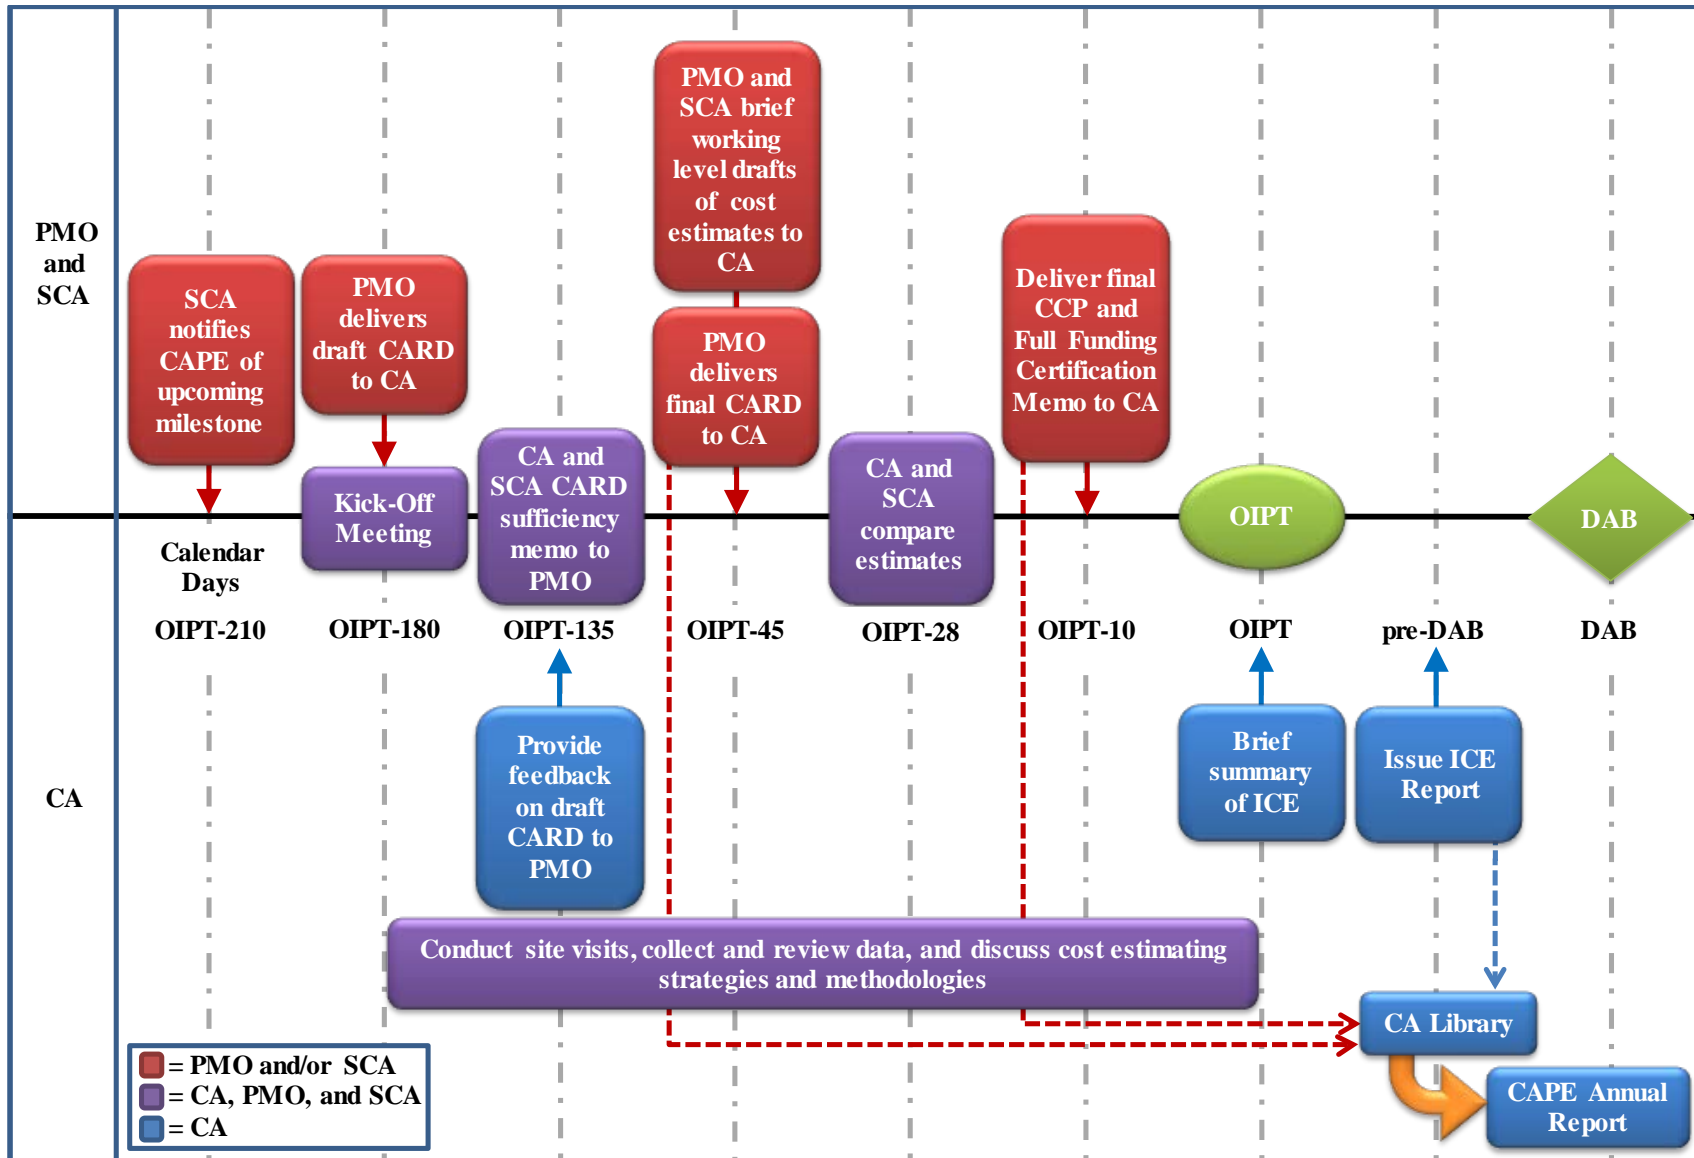 PMO
and
SCA
SCA
notifies
CAPE of
upcoming
milestone
PMO
delivers
draft CARD
to CA
Kick-Off
Meeting
CA and
SCA CARD
sufficiency
memo to
PMO
PMO and
SCA brief
working
level drafts
of cost
estimates to
CA
PMO
delivers
final CARD
to CA
CA and
SCA
compare
estimates
Deliver final
CCP and
Full Funding
Certification
Memo to CA
OIPT
DAB
Calendar
Days
OIPT-210
OIPT-180
OIPT-135
OIPT-45
OIPT-28
OIPT-10
OIPT
pre-DAB
DAB
CA
Provide
feedback
on draft
CARD to
PMO
Brief
summary
of ICE
Issue ICE
Report
Conduct site visits, collect and review data, and discuss cost estimating
strategies and methodologies
CA Library
CAPE Annual
Report
= PMO and/or SCA
= CA, PMO, and SCA
= CA